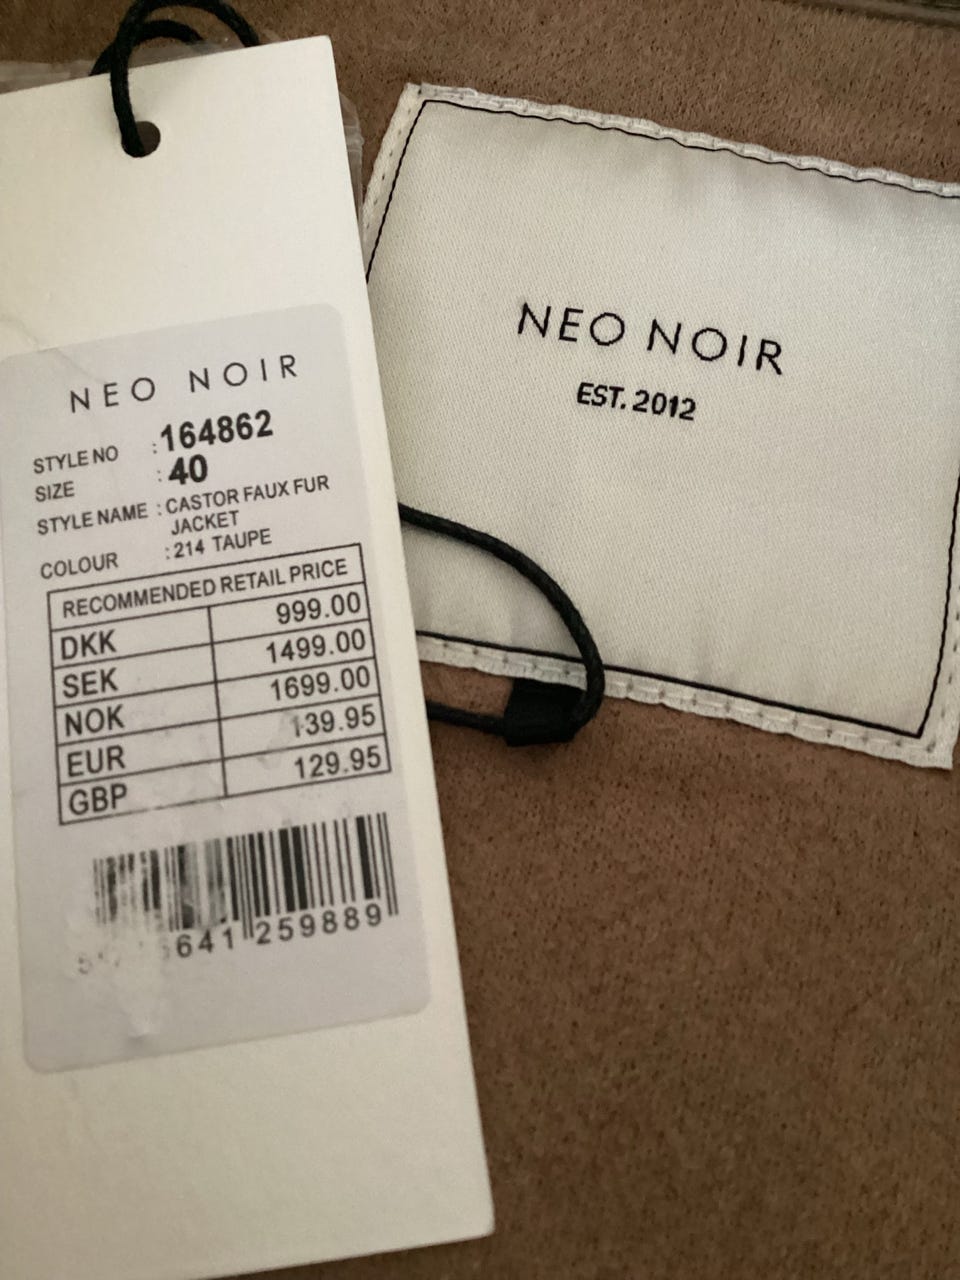 NEO NOIR
STYLE NO : 164862
SIZE : 40
STYLE NAME : CASTOR FAUX FUR
JACKET
COLOUR : 214 TAUPE
RECOMMENDED RETAIL PRICE
DKK 999.00
SEK 1499.00
NOK 1699.00
EUR 139.95
GBP 129.95
641 259889
NEO NOIR
EST. 2012